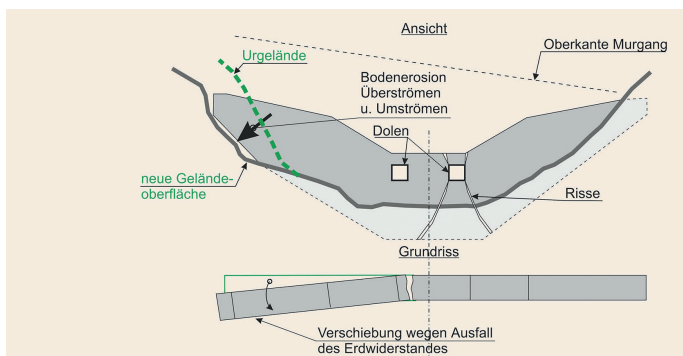 Ansicht
Urgelände
Oberkante Murgang
Bodenerosion
Überströmen
u. Umströmen
Dolen
neue Gelände-
oberfläche
Risse
Grundriss
Verschiebung wegen Ausfall
des Erdwiderstandes